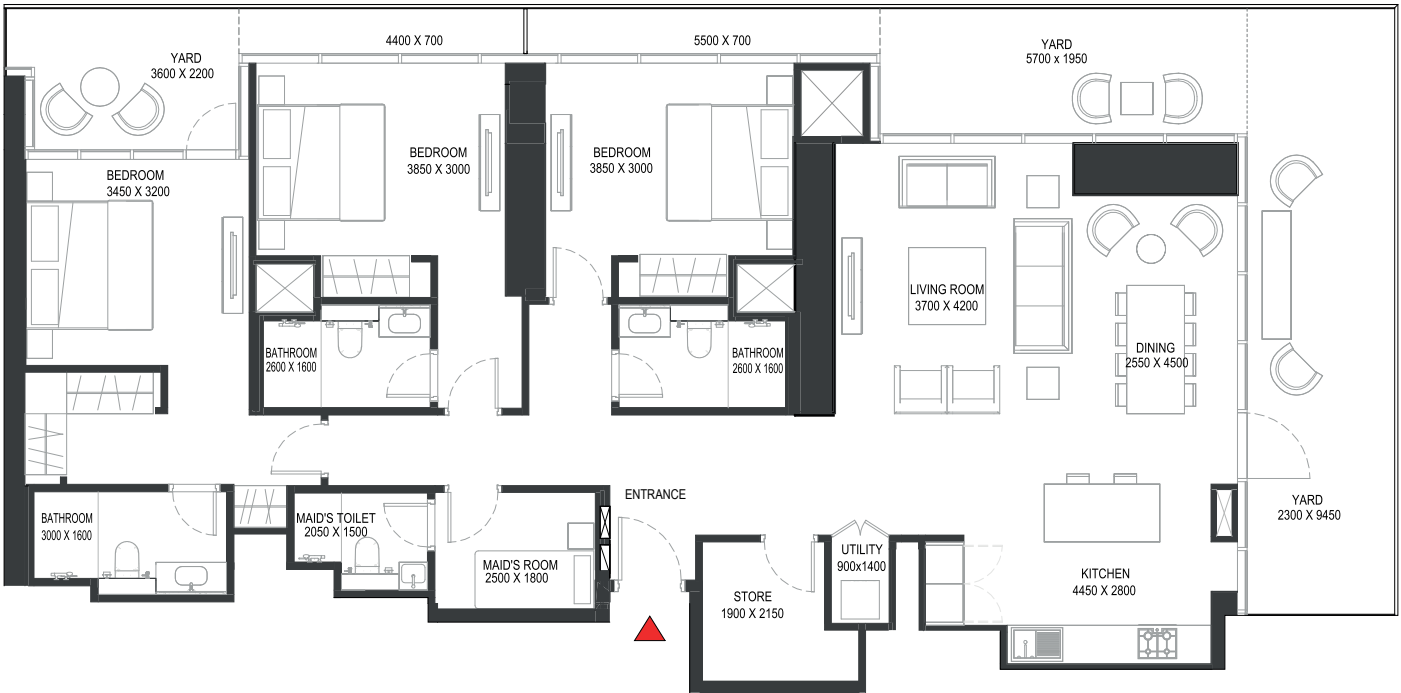 4400 X 700
5500 X 700
YARD
3600 X 2200
YARD
5700 x 1950
BEDROOM
3450 X 3200
BEDROOM
3850 X 3000
BEDROOM
3850 X 3000
LIVING ROOM
3700 X 4200
DINING
2550 X 4500
BATHROOM
2600 X 1600
BATHROOM
2600 X 1600
ENTRANCE
YARD
2300 X 9450
BATHROOM
3000 X 1600
MAID'S TOILET
2050 X 1500
MAID'S ROOM
2500 X 1800
UTILITY
900x1400
STORE
1900 X 2150
KITCHEN
4450 X 2800